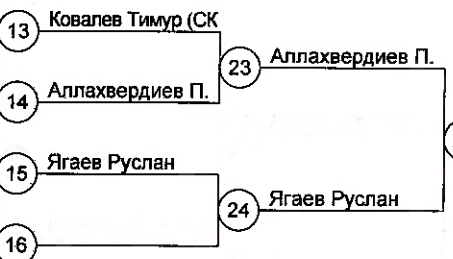 13 Ковалев Тимур (СК
23 Аллахвердиев П.
14 Аллахвердиев П.
15 Ягаев Руслан
24 Ягаев Руслан
16